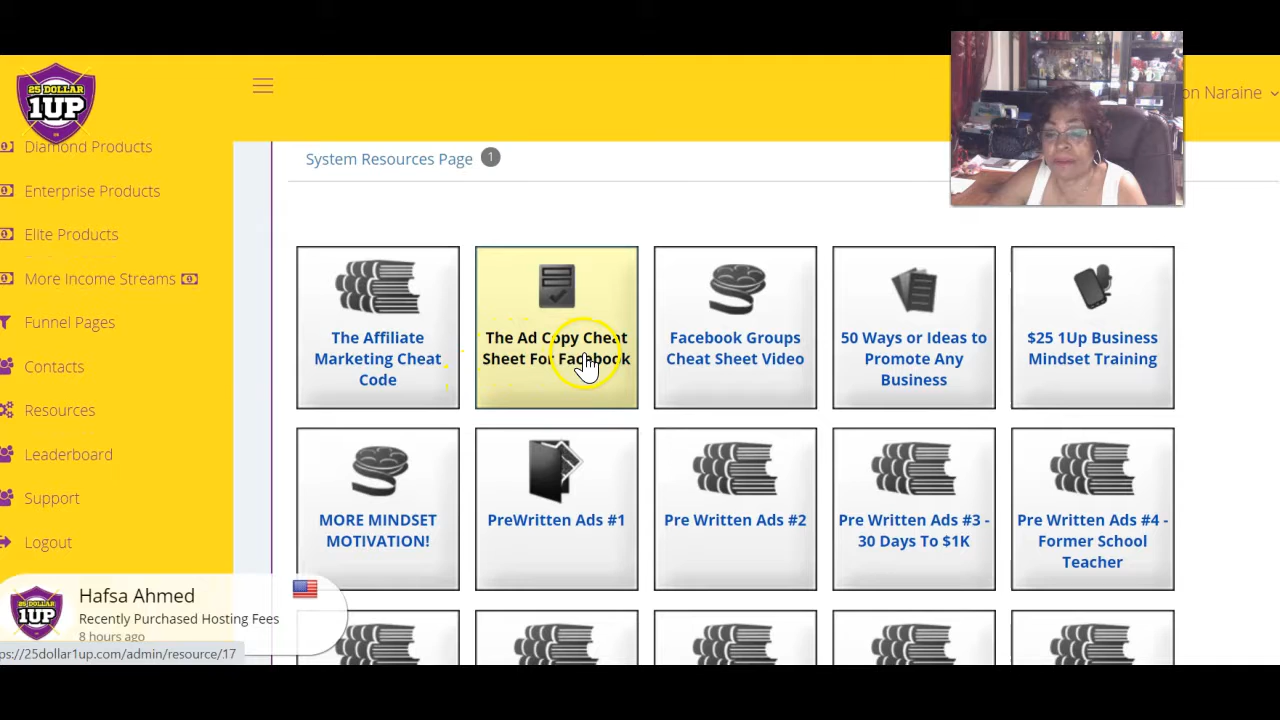 25 DOLLAR
1UP
on Naraine
Diamond Products
Enterprise Products
Elite Products
More Income Streams
Funnel Pages
Contacts
Resources
Leaderboard
Support
Logout
System Resources Page 1
The Affiliate
Marketing Cheat
Code
The Ad Copy Cheat
Sheet For Facebook
Facebook Groups
Cheat Sheet Video
50 Ways or Ideas to
Promote Any
Business
$25 1Up Business
Mindset Training
MORE MINDSET
MOTIVATION!
PreWritten Ads #1
Pre Written Ads #2
Pre Written Ads #3 -
30 Days To $1K
Pre Written Ads #4 -
Former School
Teacher
25 DOLLAR
1UP
Hafsa Ahmed
Recently Purchased Hosting Fees
8 hours ago
ps://25dollar1up.com/admin/resource/17